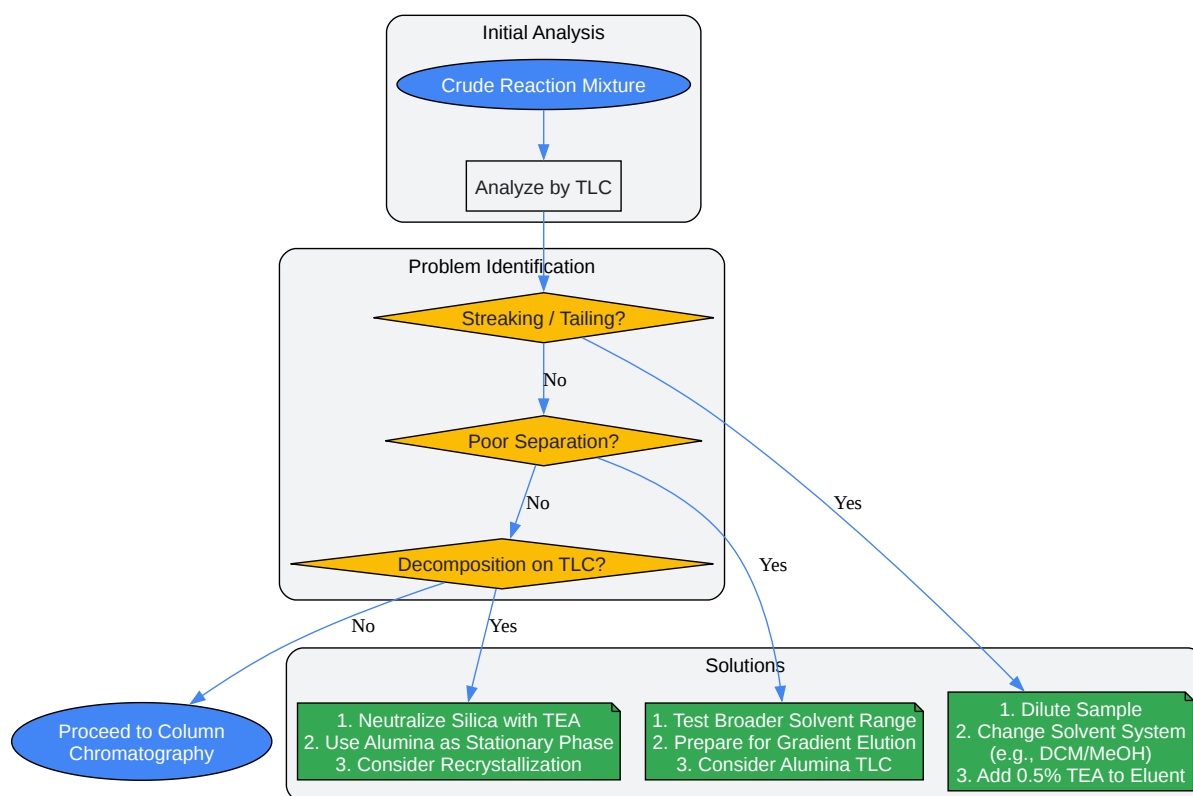 Initial Analysis
Crude Reaction Mixture
Analyze by TLC
Problem Identification
Streaking / Tailing?
No
Poor Separation?
No
Yes
Yes
Decomposition on TLC?
No
Yes
Solutions
Proceed to Column
Chromatography
1. Neutralize Silica with TEA
2. Use Alumina as Stationary Phase
3. Consider Recrystallization
1. Test Broader Solvent Range
2. Prepare for Gradient Elution
3. Consider Alumina TLC
1. Dilute Sample
2. Change Solvent System
(e.g., DCM/MeOH)
3. Add 0.5% TEA to Eluent